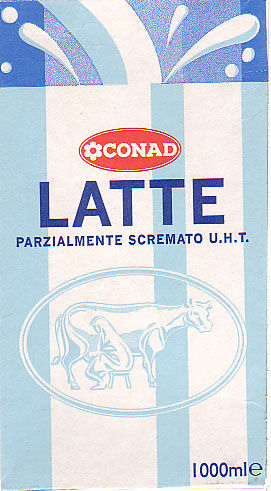 CONAD
LATTE
PARZIALMENTE SCREMATO U.H.T.
1000ml℮